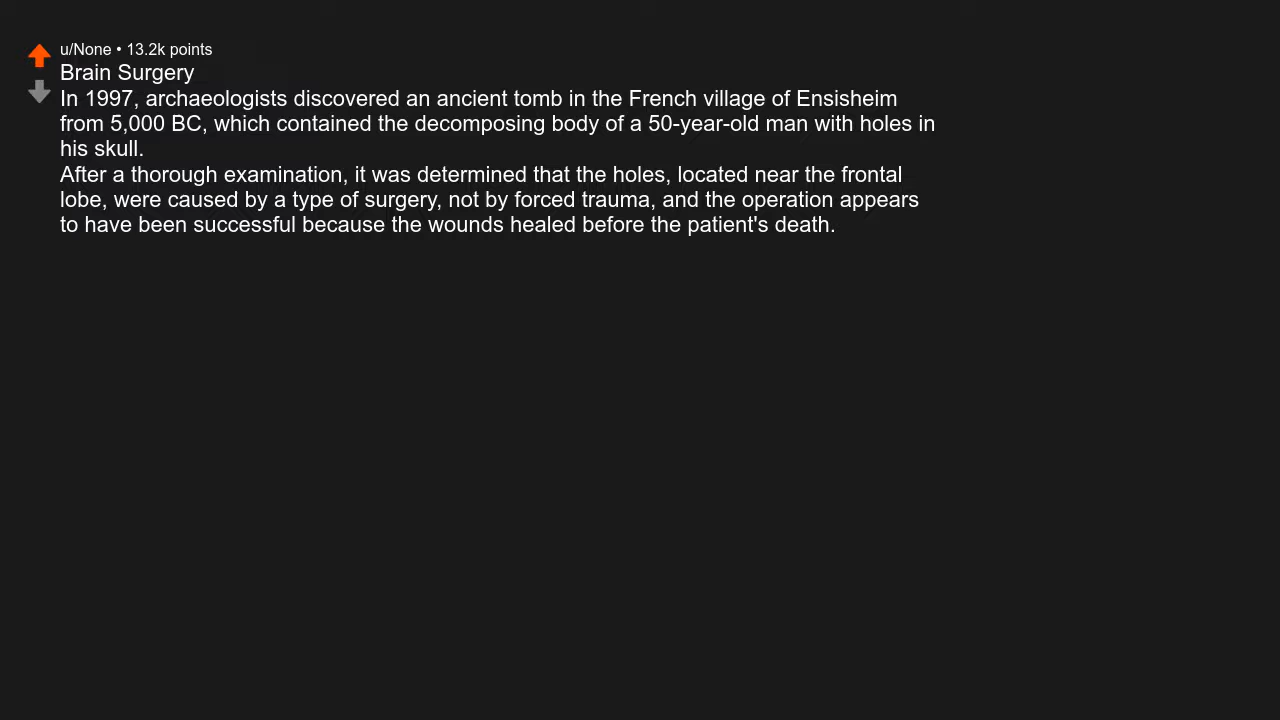 u/None • 13.2k points
Brain Surgery
In 1997, archaeologists discovered an ancient tomb in the French village of Ensisheim
from 5,000 BC, which contained the decomposing body of a 50-year-old man with holes in
his skull.
After a thorough examination, it was determined that the holes, located near the frontal
lobe, were caused by a type of surgery, not by forced trauma, and the operation appears
to have been successful because the wounds healed before the patient's death.